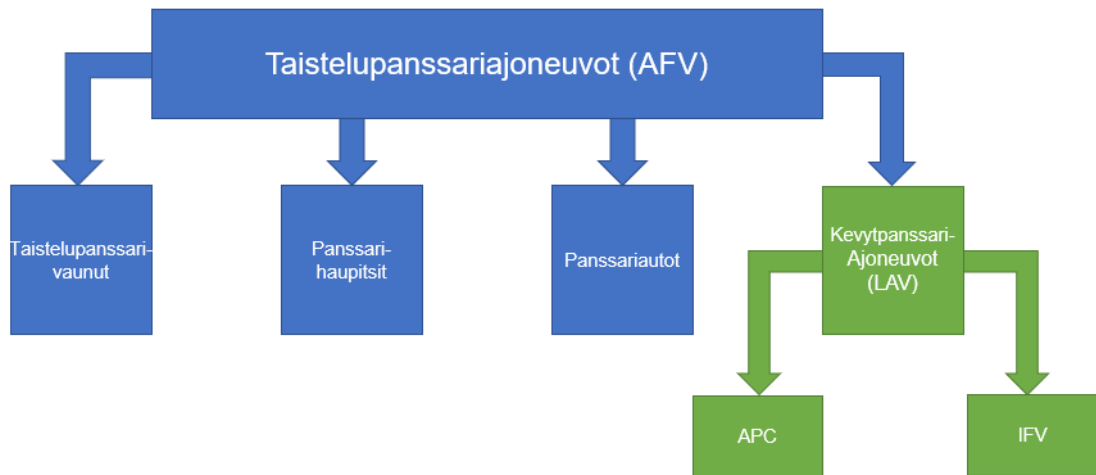 Taistelupanssariajoneuvot (AFV)
Taistelupanssari-
vaunut
Panssari-
haupitsit
Panssariautot
Kevytpanssari-
Ajoneuvot
(LAV)
APC
IFV